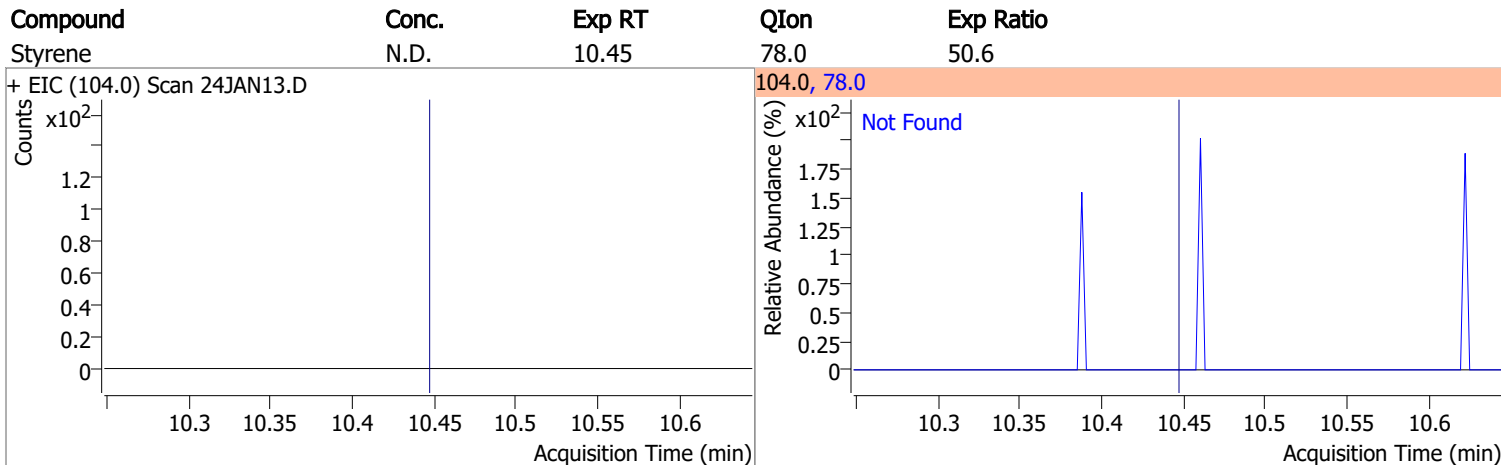 Compound Conc. Exp RT QIon Exp Ratio
Styrene N.D. 10.45 78.0 50.6
+ EIC (104.0) Scan 24JAN13.D
Counts
x10²
1.2
1
0.8
0.6
0.4
0.2
0
10.3 10.35 10.4 10.45 10.5 10.55 10.6
Acquisition Time (min)
104.0, 78.0
Relative Abundance (%)
x10²
Not Found
1.75
1.5
1.25
1
0.75
0.5
0.25
0
10.3 10.35 10.4 10.45 10.5 10.55 10.6
Acquisition Time (min)